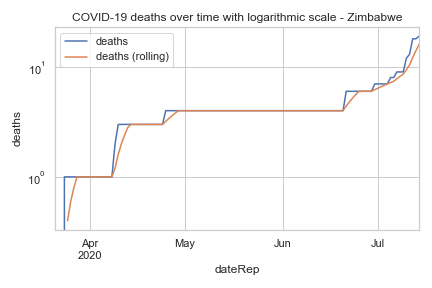 COVID-19 deaths over time with logarithmic scale - Zimbabwe
deaths
deaths (rolling)
10¹
10⁰
deaths
Apr
2020
May
Jun
Jul
dateRep